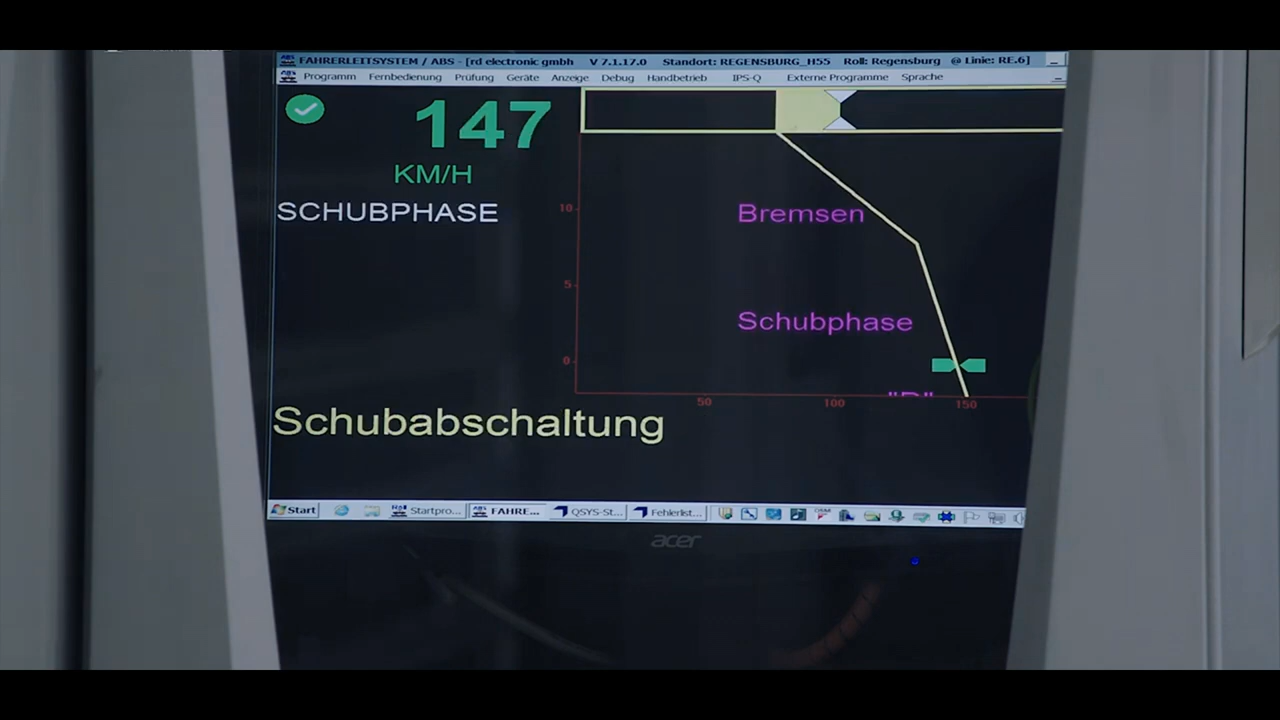 FAHRERLEITSYSTEM / ABS - [rd electronic gmbh V 7.1.17.0 Standort: REGENSBURG_H55 Roll: Regensburg @ Linie: RE.6]
Programm Fernbedienung Prüfung Geräte Anzeige Debug Handbetrieb IPS-Q Externe Programme Sprache
147
KM/H
SCHUBPHASE
10
Bremsen
5
Schubphase
0
"D"
50 100 150
Schubabschaltung
Start Startpro... FAHRE... QSYS-St... Fehlerlist...
acer